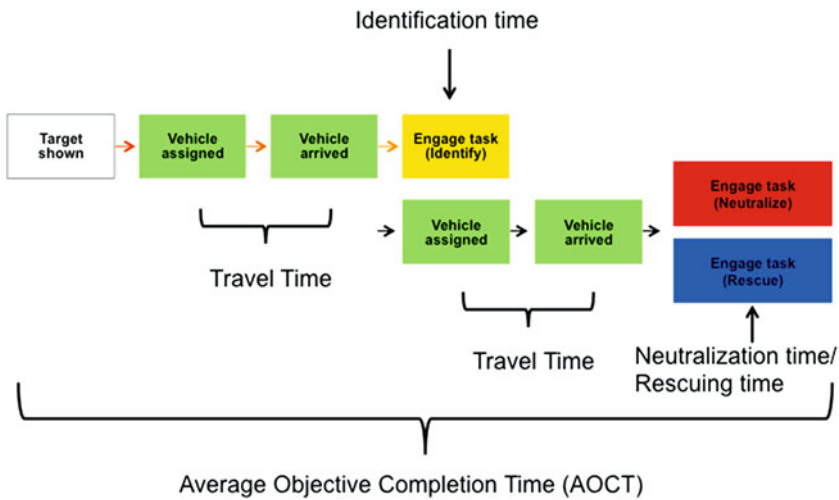 Identification time
Target
shown
Vehicle
assigned
Vehicle
arrived
Engage task
(Identify)
Travel Time
Vehicle
assigned
Vehicle
arrived
Engage task
(Neutralize)
Engage task
(Rescue)
Travel Time
Neutralization time/
Rescuing time
Average Objective Completion Time (AOCT)